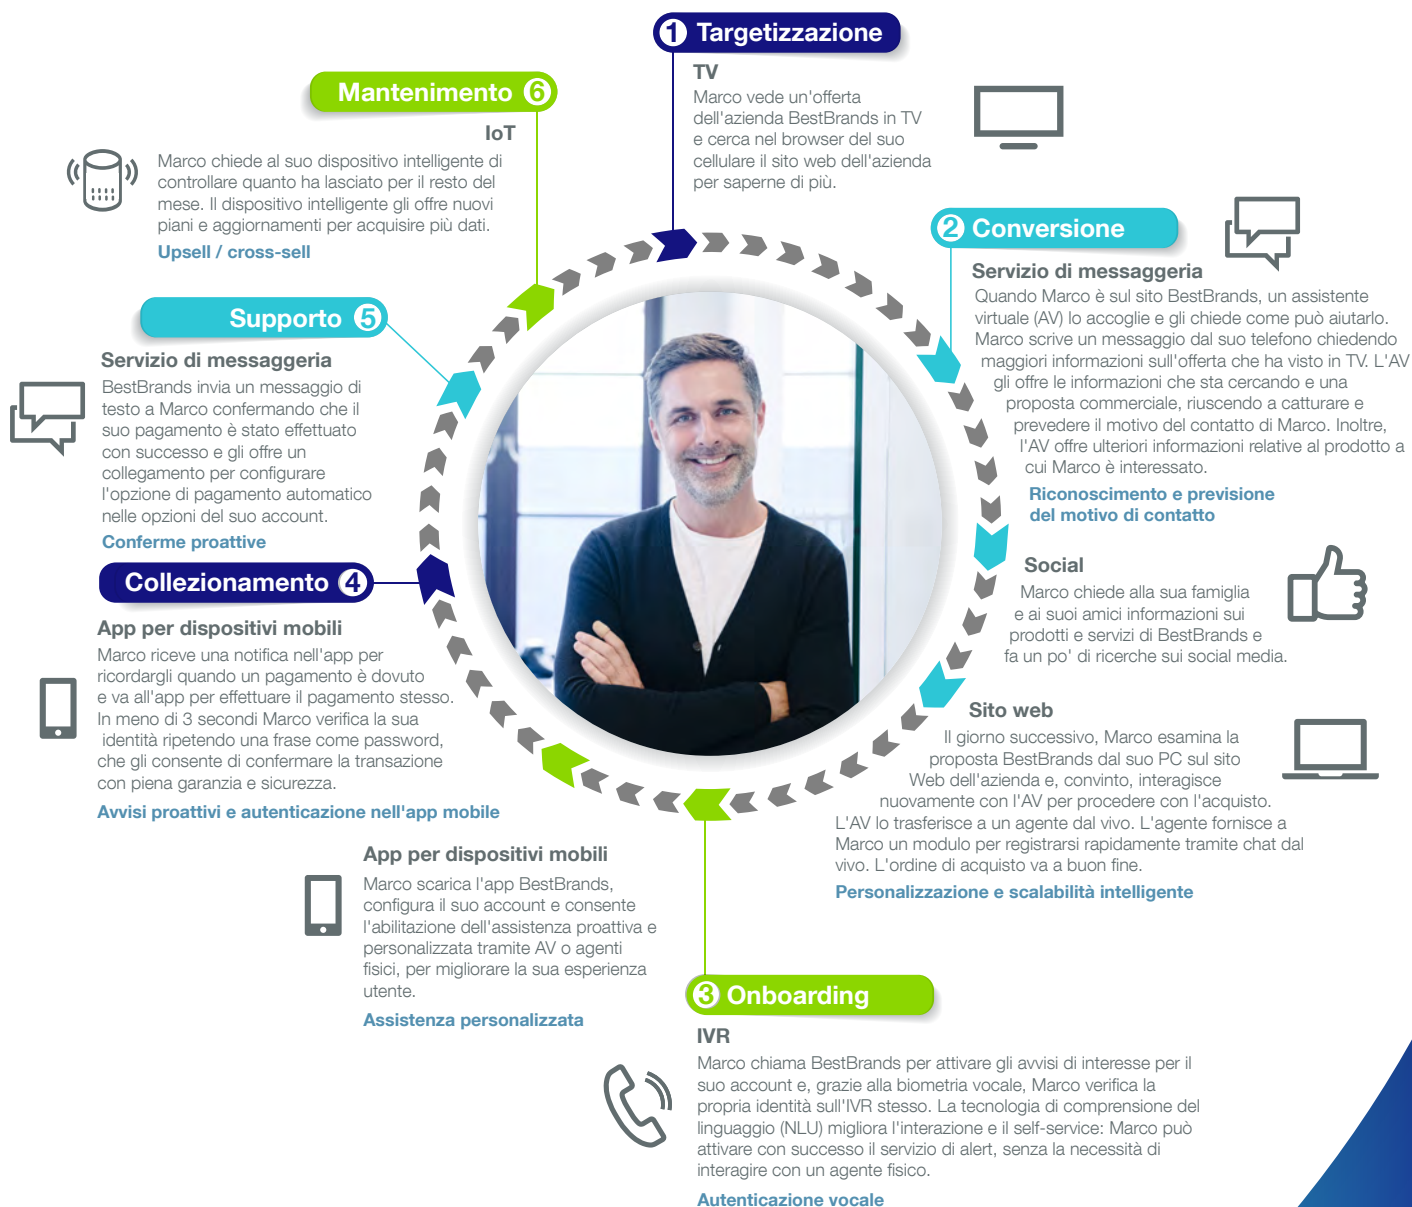 1 Targetizzazione
TV
Marco vede un'offerta
dell'azienda BestBrands in TV
e cerca nel browser del suo
cellulare il sito web dell'azienda
per saperne di più.
2 Conversione
Servizio di messaggeria
Quando Marco è sul sito BestBrands, un assistente
virtuale (AV) lo accoglie e gli chiede come può aiutarlo.
Marco scrive un messaggio dal suo telefono chiedendo
maggiori informazioni sull'offerta che ha visto in TV. L'AV
gli offre le informazioni che sta cercando e una
proposta commerciale, riuscendo a catturare e
prevedere il motivo del contatto di Marco. Inoltre,
l'AV offre ulteriori informazioni relative al prodotto a
cui Marco è interessato.
Riconoscimento e previsione
del motivo di contatto
Social
Marco chiede alla sua famiglia
e ai suoi amici informazioni sui
prodotti e servizi di BestBrands e
fa un po' di ricerche sui social media.
Sito web
Il giorno successivo, Marco esamina la
proposta BestBrands dal suo PC sul sito
Web dell'azienda e, convinto, interagisce
nuovamente con l'AV per procedere con l'acquisto.
L'AV lo trasferisce a un agente dal vivo. L'agente fornisce a
Marco un modulo per registrarsi rapidamente tramite chat dal
vivo. L'ordine di acquisto va a buon fine.
Personalizzazione e scalabilità intelligente
3 Onboarding
IVR
Marco chiama BestBrands per attivare gli avvisi di interesse per il
suo account e, grazie alla biometria vocale, Marco verifica la
propria identità sull'IVR stesso. La tecnologia di comprensione del
linguaggio (NLU) migliora l'interazione e il self-service: Marco può
attivare con successo il servizio di alert, senza la necessità di
interagire con un agente fisico.
Autenticazione vocale
App per dispositivi mobili
Marco scarica l'app BestBrands,
configura il suo account e consente
l'abilitazione dell'assistenza proattiva e
personalizzata tramite AV o agenti
fisici, per migliorare la sua esperienza
utente.
Assistenza personalizzata
Collezionamento 4
App per dispositivi mobili
Marco riceve una notifica nell'app per
ricordargli quando un pagamento è dovuto
e va all'app per effettuare il pagamento stesso.
In meno di 3 secondi Marco verifica la sua
identità ripetendo una frase come password,
che gli consente di confermare la transazione
con piena garanzia e sicurezza.
Avvisi proattivi e autenticazione nell'app mobile
Supporto 5
Servizio di messaggeria
BestBrands invia un messaggio di
testo a Marco confermando che il
suo pagamento è stato effettuato
con successo e gli offre un
collegamento per configurare
l'opzione di pagamento automatico
nelle opzioni del suo account.
Conferme proattive
Mantenimento 6
IoT
Marco chiede al suo dispositivo intelligente di
controllare quanto ha lasciato per il resto del
mese. Il dispositivo intelligente gli offre nuovi
piani e aggiornamenti per acquisire più dati.
Upsell / cross-sell